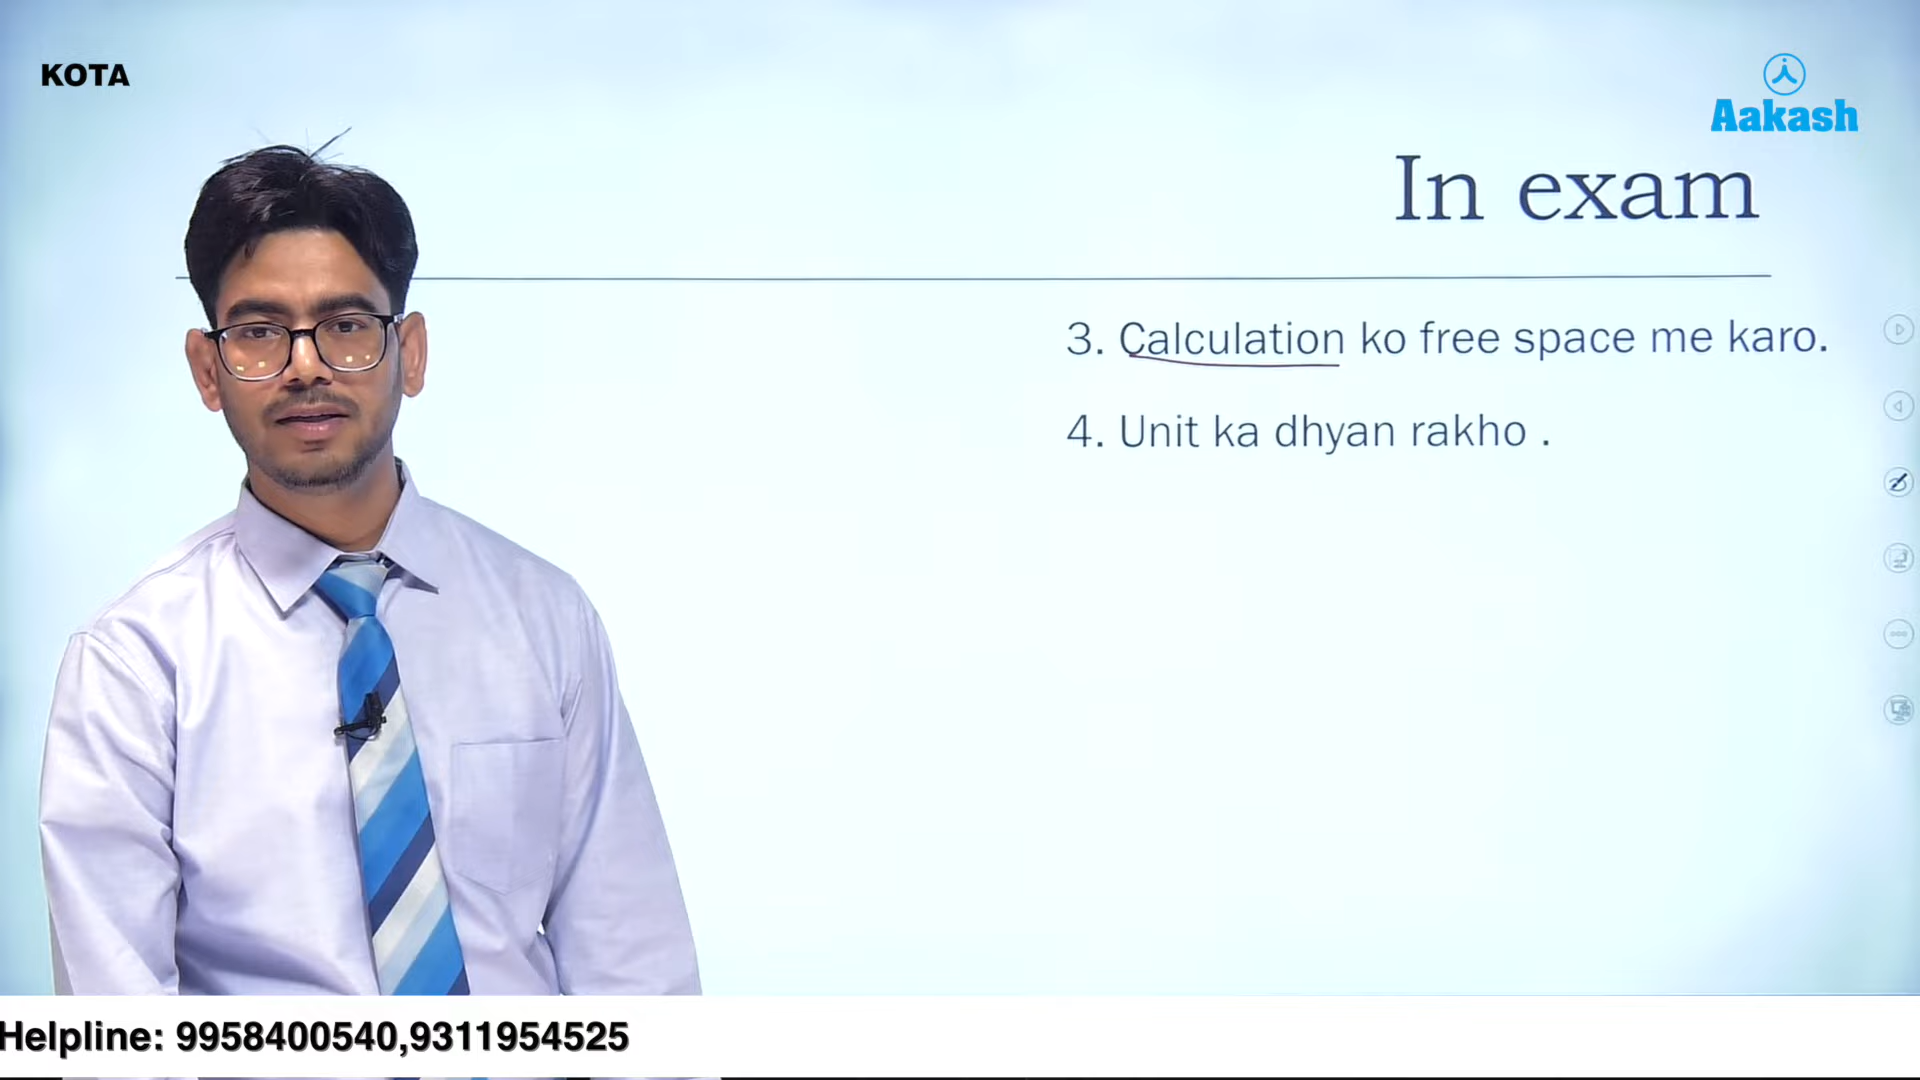 KOTA
Aakash
In exam
3. Calculation ko free space me karo.
4. Unit ka dhyan rakho .
Helpline: 9958400540,9311954525